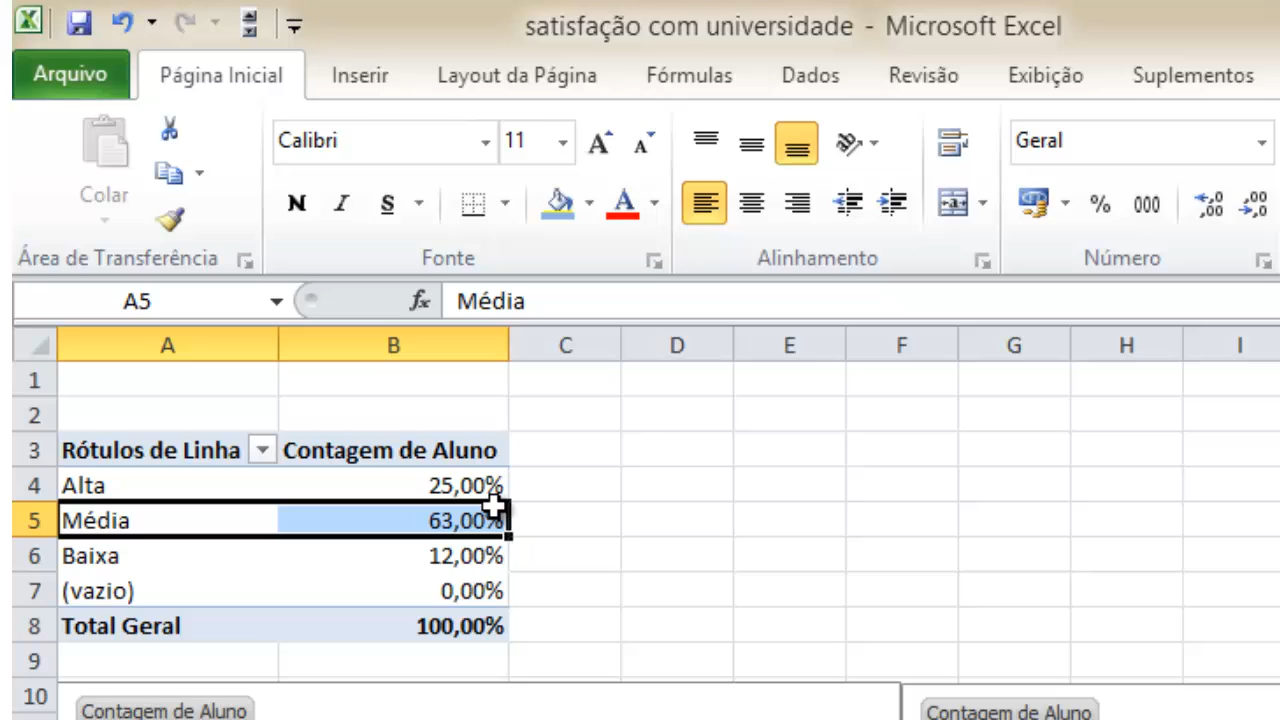 satisfação com universidade - Microsoft Excel
Arquivo Página Inicial Inserir Layout da Página Fórmulas Dados Revisão Exibição Suplementos
Calibri 11 Geral
Colar
N I S A % 000 ,00 ,00
Área de Transferência Fonte Alinhamento Número
A5 fx Média
A B C D E F G H I
1
2
3 Rótulos de Linha Contagem de Aluno
4 Alta 25,00%
5 Média 63,00%
6 Baixa 12,00%
7 (vazio) 0,00%
8 Total Geral 100,00%
9
10
Contagem de Aluno Contagem de Aluno